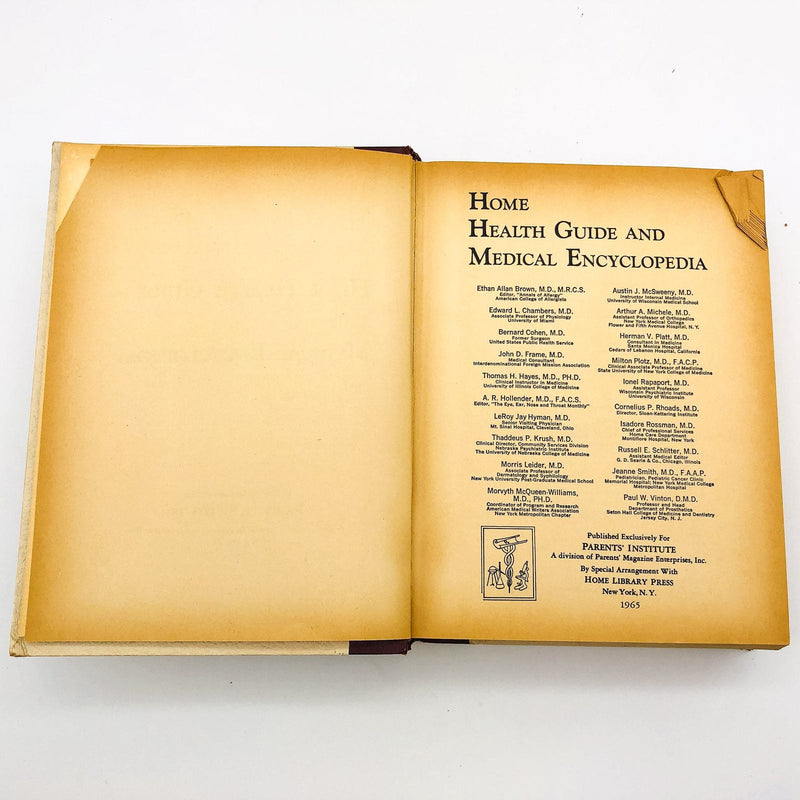 HOME
HEALTH GUIDE AND
MEDICAL ENCYCLOPEDIA
Ethan Allan Brown, M.D., M.R.C.S.
Editor, "Annals of Allergy"
American College of Allergists
Edward L. Chambers, M.D.
Associate Professor of Physiology
University of Miami
Bernard Cohen, M.D.
Former Surgeon
United States Public Health Service
John D. Frame, M.D.
Medical Consultant
Interdenominational Foreign Mission Association
Thomas H. Hayes, M.D., PH.D.
Clinical Instructor in Medicine
University of Illinois College of Medicine
A. R. Hollender, M.D., F.A.C.S.
Editor, "The Eye, Ear, Nose and Throat Monthly"
LeRoy Jay Hyman, M.D.
Senior Visiting Physician
Mt. Sinai Hospital, Cleveland, Ohio
Thaddeus P. Krush, M.D.
Clinical Director, Community Services Division
Nebraska Psychiatric Institute
The University of Nebraska College of Medicine
Morris Leider, M.D.
Associate Professor of
Dermatology and Syphilology
New York University Post-Graduate Medical School
Morvyth McQueen-Williams,
M.D., PH.D.
Coordinator of Program and Research
American Medical Writers Association
New York Metropolitan Chapter
Austin J. McSweeny, M.D.
Instructor Internal Medicine
University of Wisconsin Medical School
Arthur A. Michele, M.D.
Assistant Professor of Orthopedics
New York Medical College
Flower and Fifth Avenue Hospital, N. Y.
Herman V. Platt, M.D.
Consultant in Medicine
Santa Monica Hospital
Cedars of Lebanon Hospital, California
Milton Plotz, M.D., F.A.C.P.
Clinical Associate Professor of Medicine
State University of New York College of Medicine
Ionel Rapaport, M.D.
Assistant Professor
Wisconsin Psychiatric Institute
University of Wisconsin
Cornelius P. Rhoads, M.D.
Director, Sloan-Kettering Institute
Isadore Rossman, M.D.
Chief of Professional Services
Home Care Department
Montifiore Hospital, New York
Russell E. Schlitter, M.D.
Assistant Medical Editor
G. D. Searle & Co., Chicago, Illinois
Jeanne Smith, M.D., F.A.A.P.
Pediatrician, Pediatric Cancer Clinic
Memorial Hospital; New York Medical College
Metropolitan Hospital
Paul W. Vinton, D.M.D.
Professor and Head
Department of Prosthetics
Seton Hall College of Medicine and Dentistry
Jersey City, N. J.
Published Exclusively For
PARENTS' INSTITUTE
A division of Parents' Magazine Enterprises, Inc.
By Special Arrangement With
HOME LIBRARY PRESS
New York, N. Y.
1965